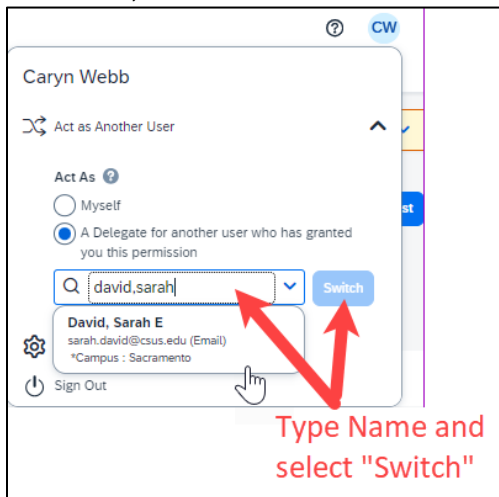 CW
Caryn Webb
Act as Another User
Act As
Myself
A Delegate for another user who has granted
you this permission
david,sarah
Switch
st
David, Sarah E
sarah.david@csus.edu (Email)
*Campus : Sacramento
Sign Out
Type Name and
select "Switch"